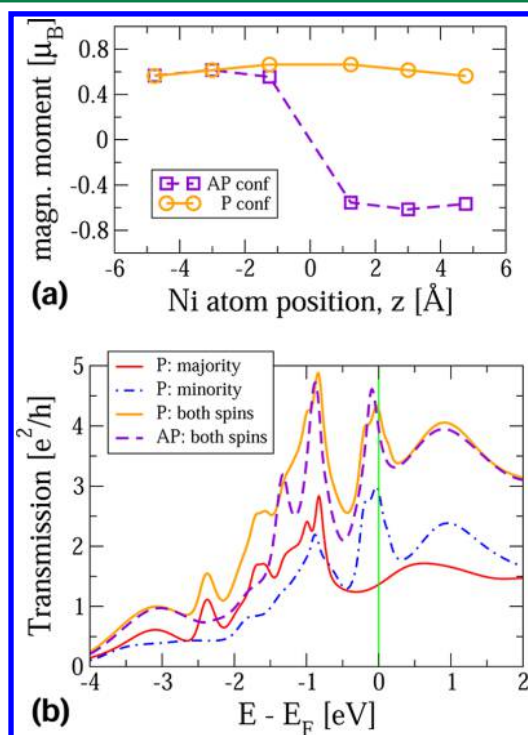 magn. moment [μB]
0.8
0.4
0
-0.4
-0.8
AP conf
P conf
-6 -4 -2 0 2 4 6
(a) Ni atom position, z [Å]
P: majority
P: minority
P: both spins
AP: both spins
Transmission [e²/h]
5
4
3
2
1
0
-4 -3 -2 -1 0 1 2
(b) E - EF [eV]